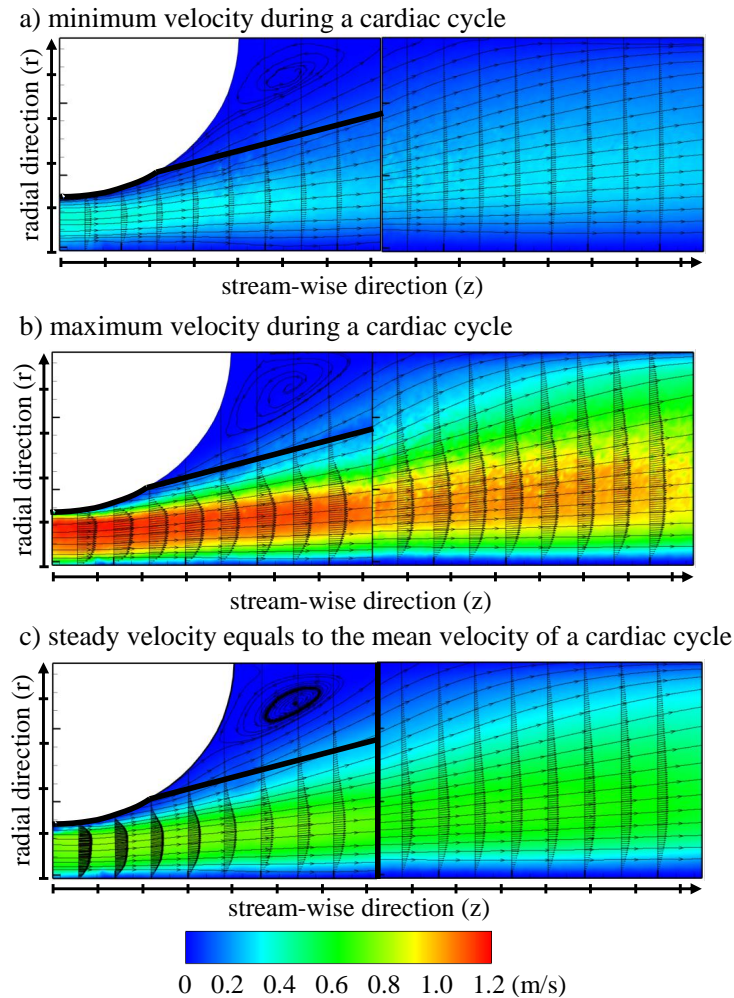 a) minimum velocity during a cardiac cycle
radial direction (r)
stream-wise direction (z)
b) maximum velocity during a cardiac cycle
radial direction (r)
stream-wise direction (z)
c) steady velocity equals to the mean velocity of a cardiac cycle
radial direction (r)
stream-wise direction (z)
0 0.2 0.4 0.6 0.8 1.0 1.2 (m/s)